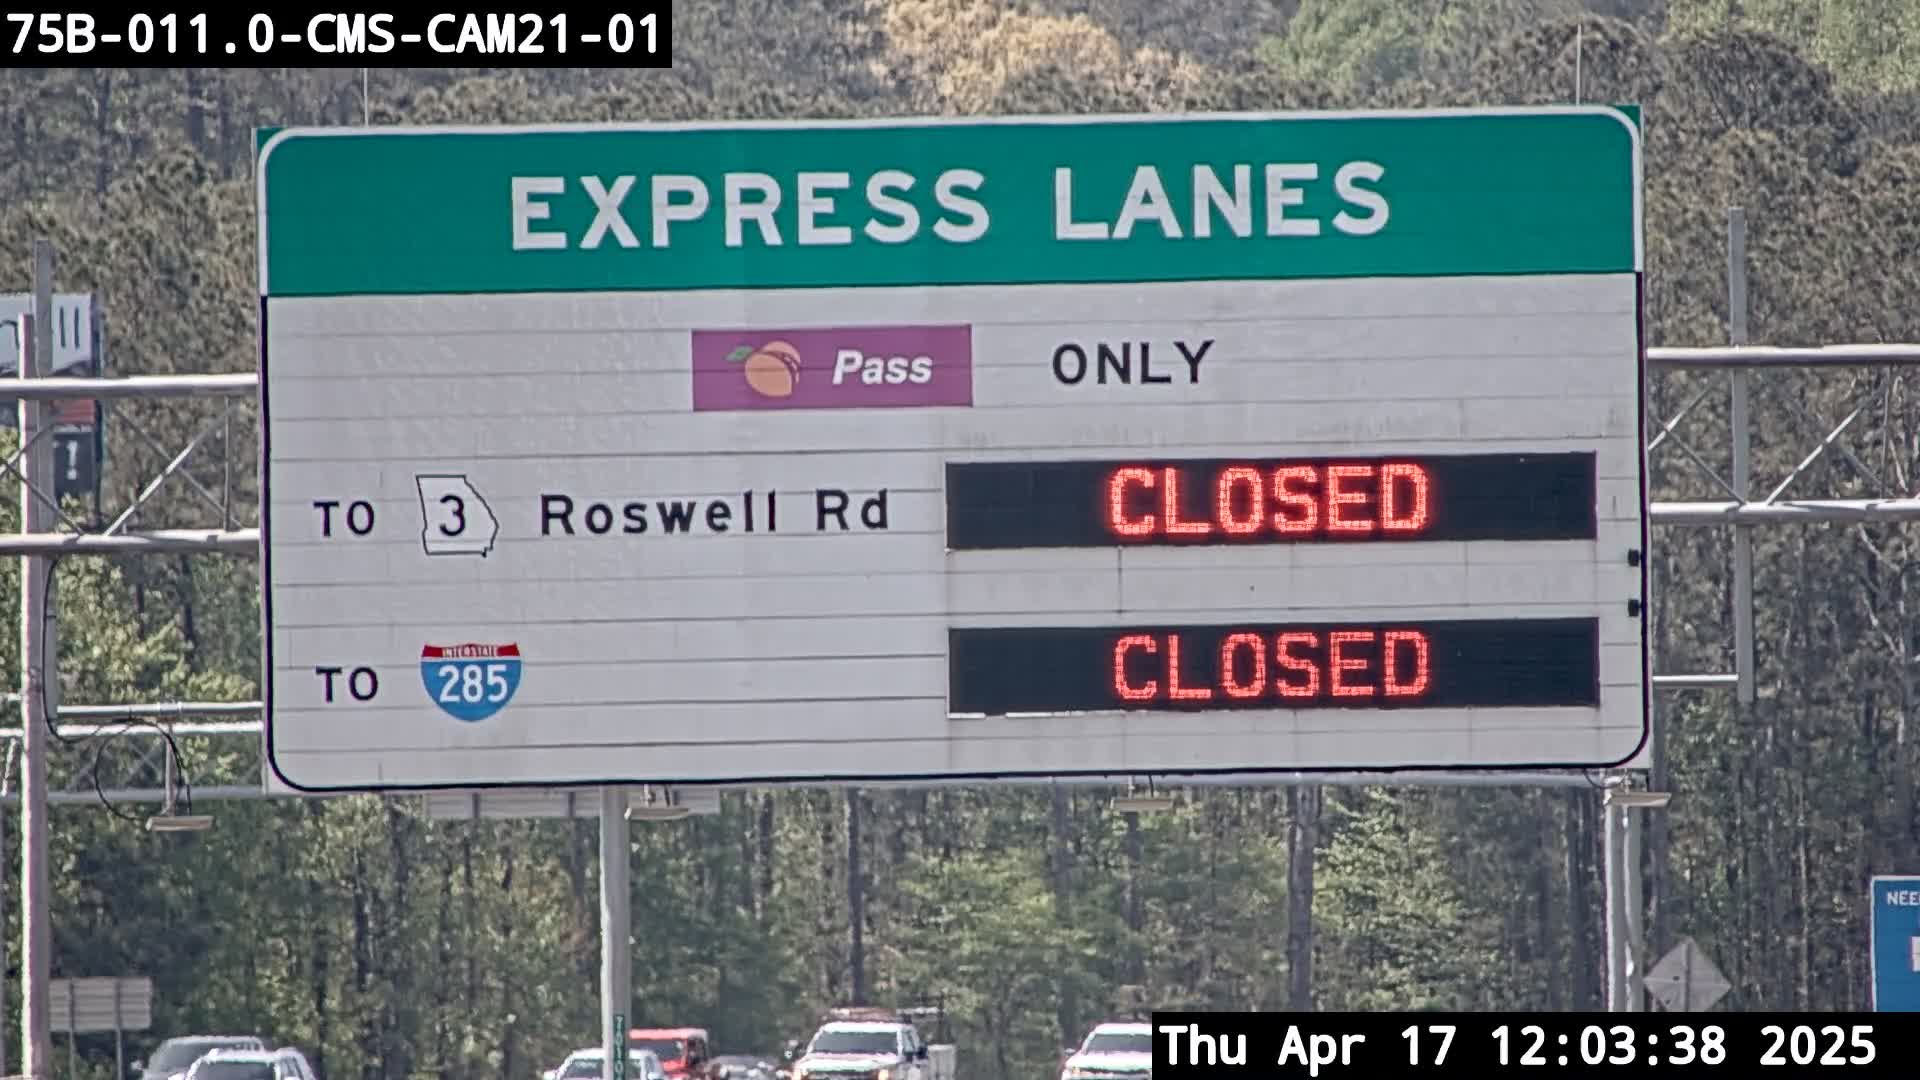 75B-011.0-CMS-CAM21-01
EXPRESS LANES
Pass ONLY
TO 3 Roswell Rd CLOSED
TO INTERSTATE 285 CLOSED
Thu Apr 17 12:03:38 2025